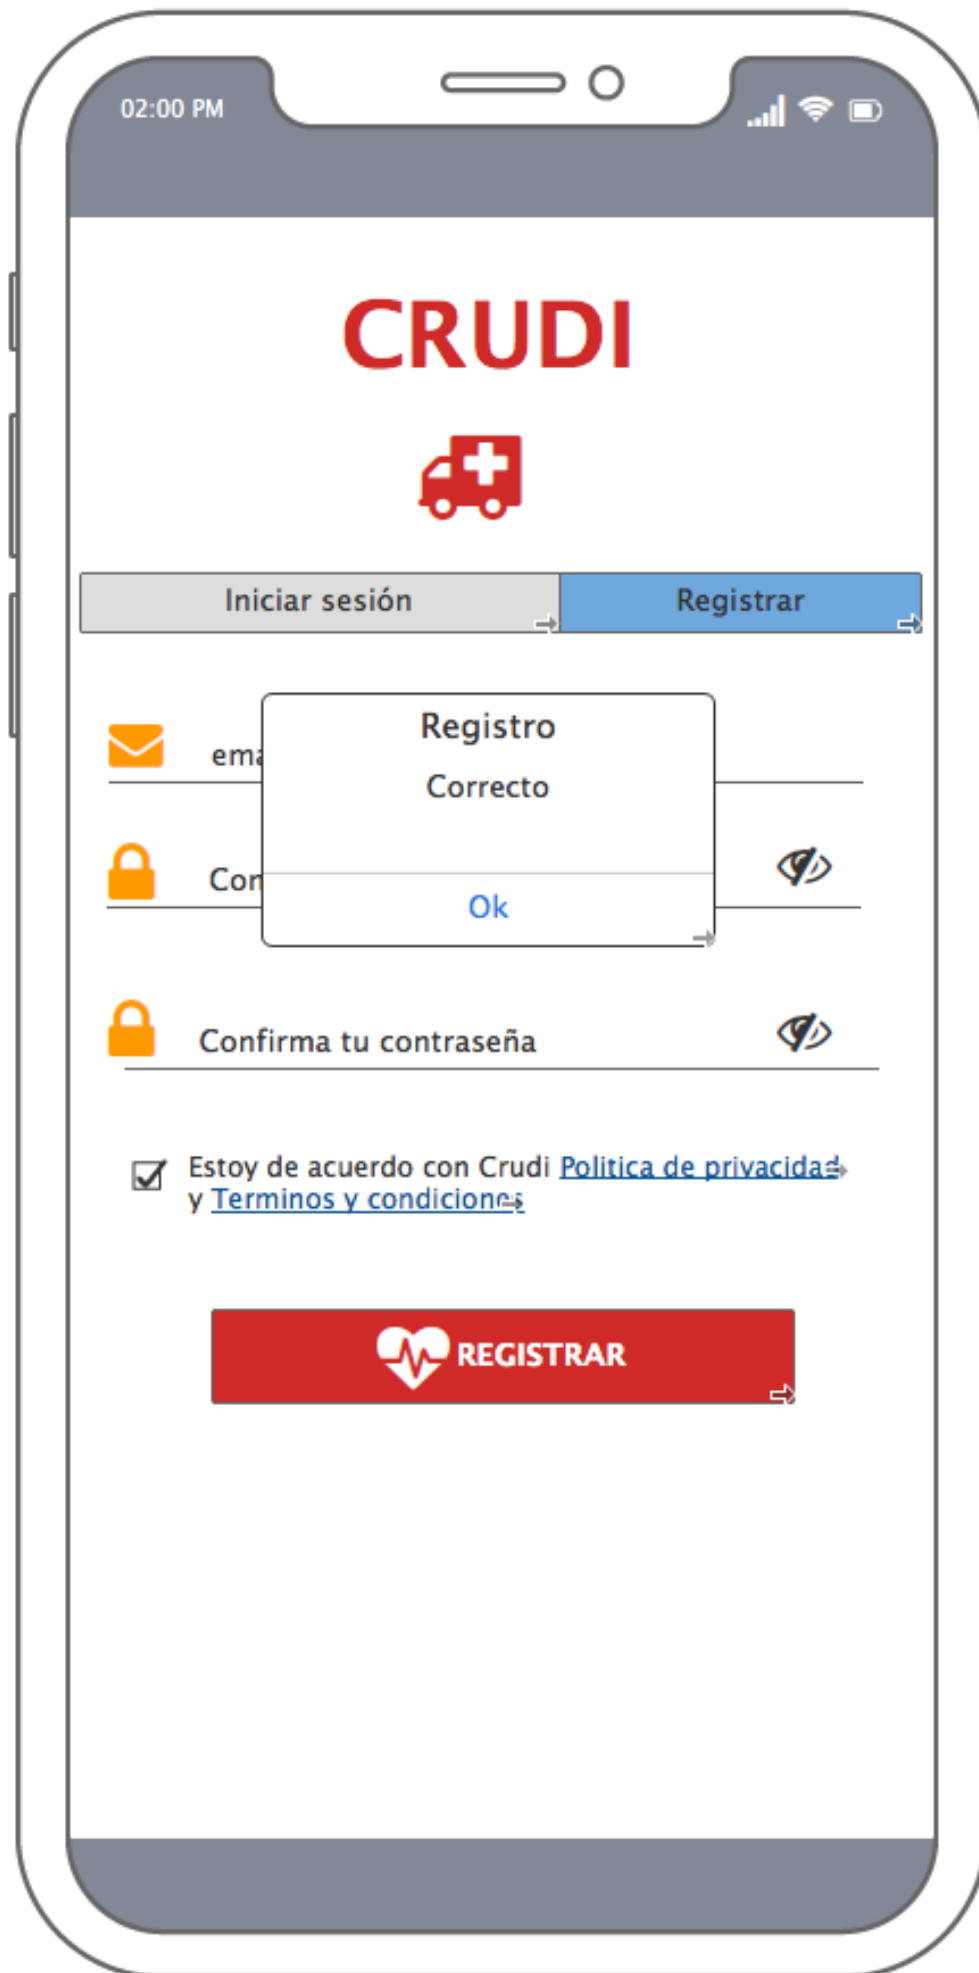 02:00 PM
CRUDI
Iniciar sesión Registrar
Registro
Correcto
Ok
Confirma tu contraseña
Estoy de acuerdo con Crudi Politica de privacidad
y Terminos y condiciones
REGISTRAR